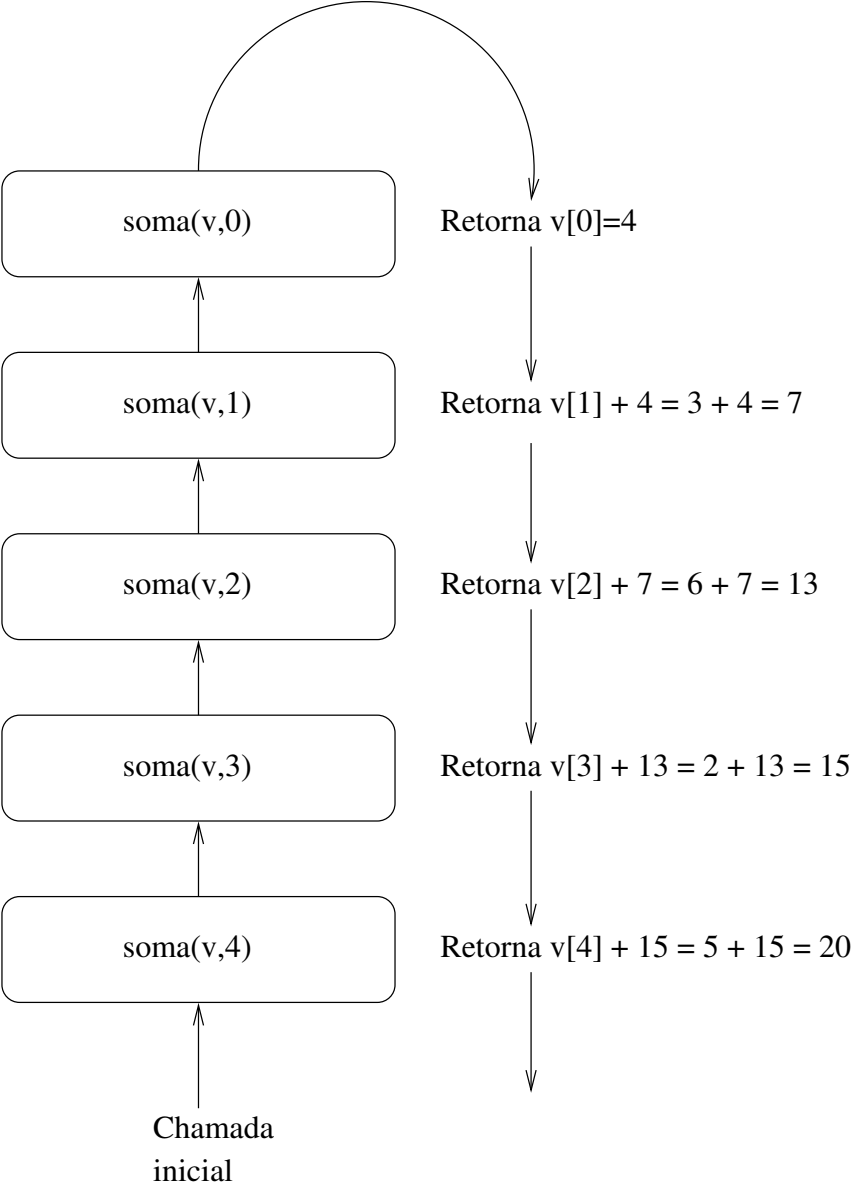 soma(v,0)
Retorna v[0]=4
soma(v,1)
Retorna v[1] + 4 = 3 + 4 = 7
soma(v,2)
Retorna v[2] + 7 = 6 + 7 = 13
soma(v,3)
Retorna v[3] + 13 = 2 + 13 = 15
soma(v,4)
Retorna v[4] + 15 = 5 + 15 = 20
Chamada
inicial